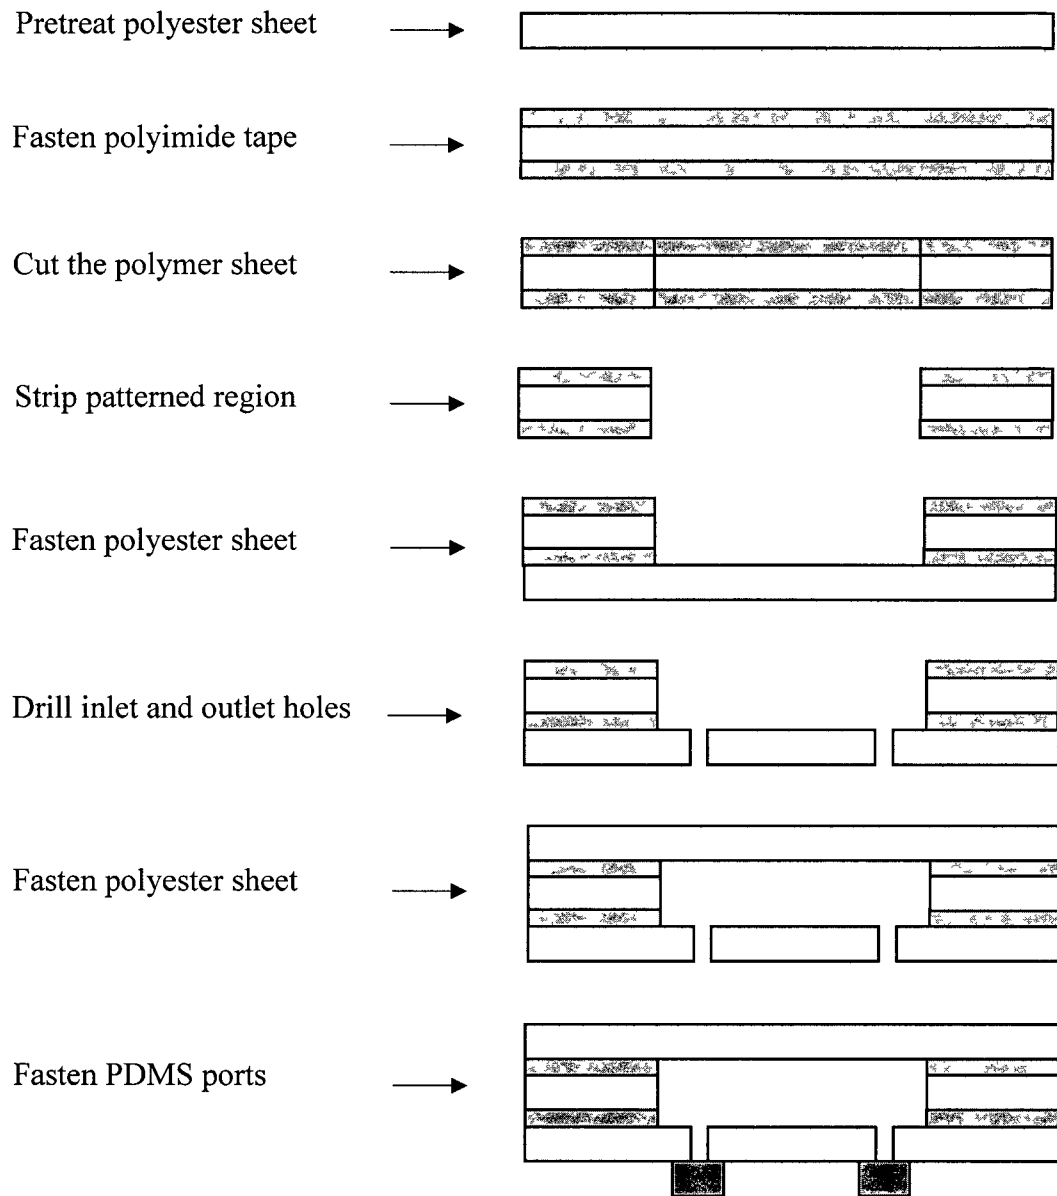 Pretreat polyester sheet
Fasten polyimide tape
Cut the polymer sheet
Strip patterned region
Fasten polyester sheet
Drill inlet and outlet holes
Fasten polyester sheet
Fasten PDMS ports